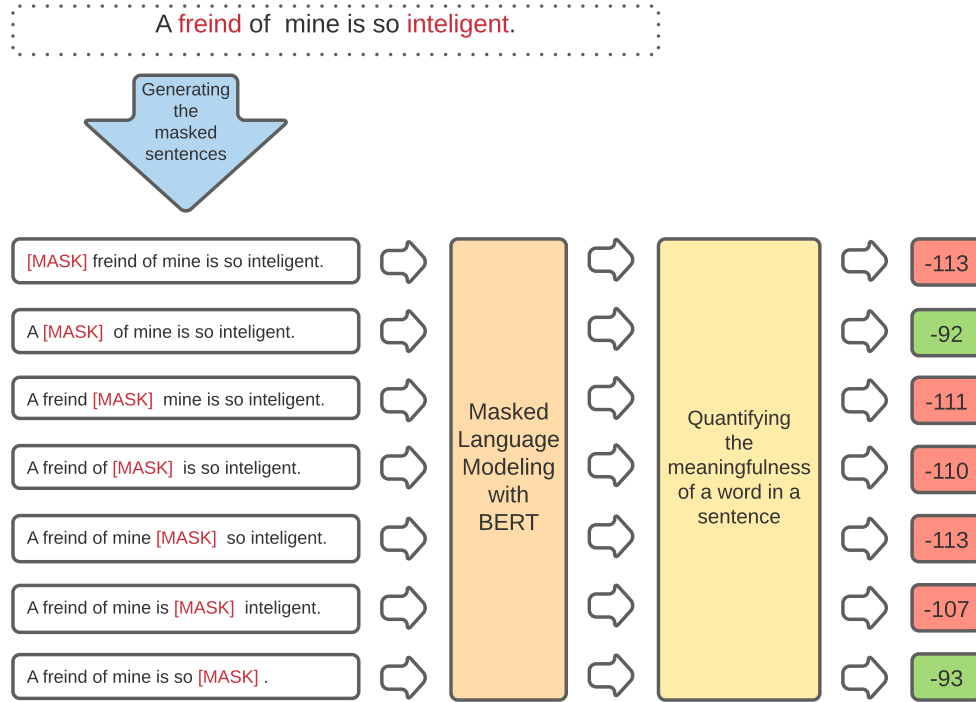 A freind of  mine is so inteligent.
Generating
the
masked
sentences
[MASK] freind of mine is so inteligent.
-113
A [MASK]  of mine is so inteligent.
-92
A freind [MASK]  mine is so inteligent.
-111
A freind of [MASK]  is so inteligent.
-110
A freind of mine [MASK]  so inteligent.
-113
A freind of mine is [MASK]  inteligent.
-107
A freind of mine is so [MASK] .
-93
Masked
Language
Modeling
with
BERT
Quantifying
the
meaningfulness
of a word in a
sentence